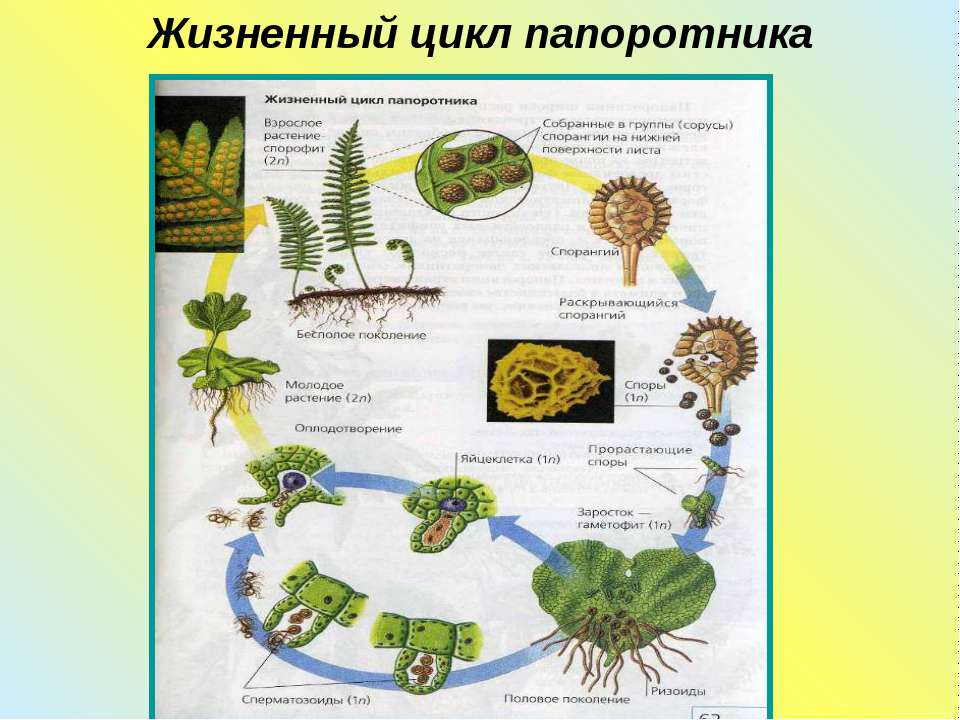 Жизненный цикл папоротника
Жизненный цикл папоротника
Взрослое
растение-
спорофит
(2n)
Собранные в группы (сорусы)
спорангии на нижней
поверхности листа
Спорангий
Раскрывающийся
спорангий
Бесполое поколение
Молодое
растение (2n)
Споры
(1n)
Оплодотворение
Яйцеклетка (1n)
Прорастающие
споры
Заросток —
гаметофит (1n)
Сперматозоиды (1n)
Половое поколение
Ризоиды